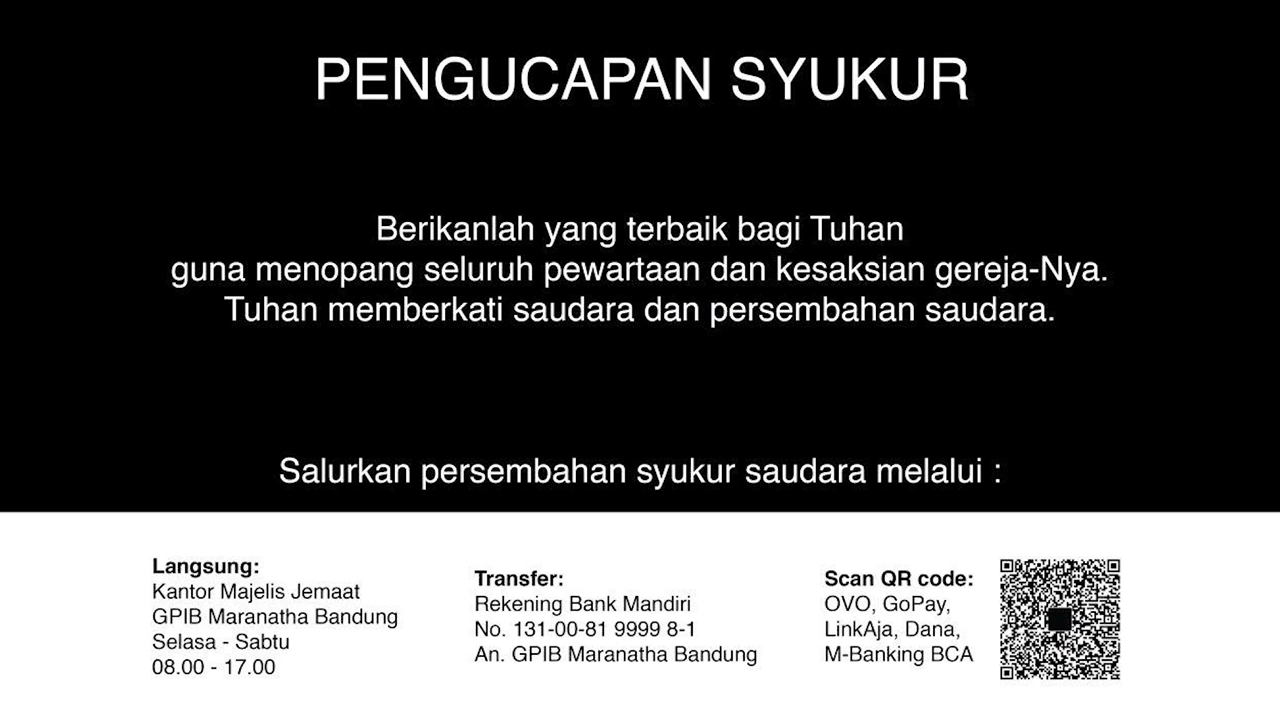 PENGUCAPAN SYUKUR
Berikanlah yang terbaik bagi Tuhan
guna menopang seluruh pewartaan dan kesaksian gereja-Nya.
Tuhan memberkati saudara dan persembahan saudara.
Salurkan persembahan syukur saudara melalui :
Langsung:
Kantor Majelis Jemaat
GPIB Maranatha Bandung
Selasa - Sabtu
08.00 - 17.00
Transfer:
Rekening Bank Mandiri
No. 131-00-81 9999 8-1
An. GPIB Maranatha Bandung
Scan QR code:
OVO, GoPay,
LinkAja, Dana,
M-Banking BCA